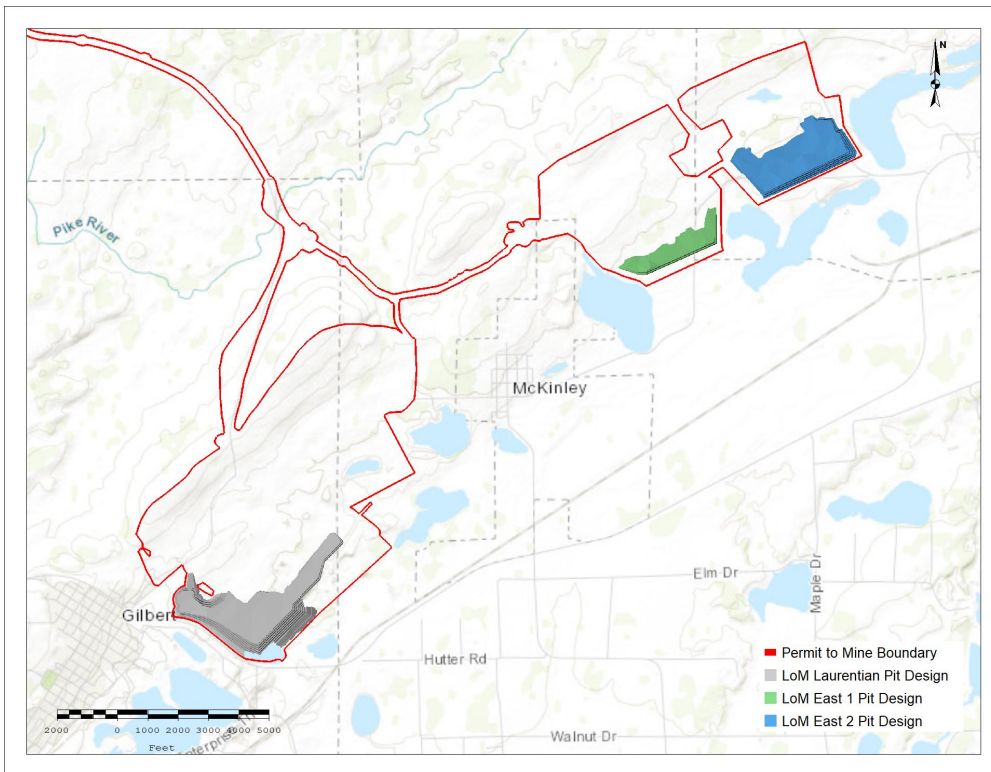 N
Pike River
McKinley
Elm Dr
Maple Dr
Gilbert
Hutter Rd
Permit to Mine Boundary
LoM Laurentian Pit Design
LoM East 1 Pit Design
LoM East 2 Pit Design
2000 0 1000 2000 3000 4000 5000
Feet
Walnut Dr